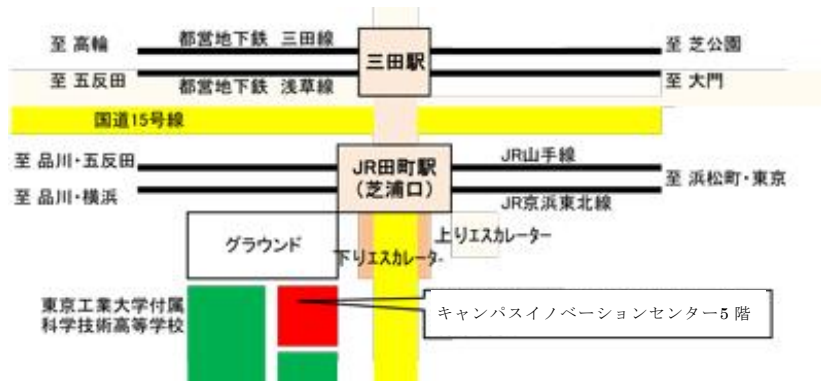 至 高輪
都営地下鉄 三田線
三田駅
至 芝公園
至 五反田
都営地下鉄 浅草線
至 大門
国道15号線
至 品川・五反田
JR田町駅
(芝浦口)
JR山手線
至 浜松町・東京
至 品川・横浜
JR京浜東北線
グラウンド
下りエスカレータ-
上りエスカレーター
東京工業大学付属
科学技術高等学校
キャンパスイノベーションセンター5階